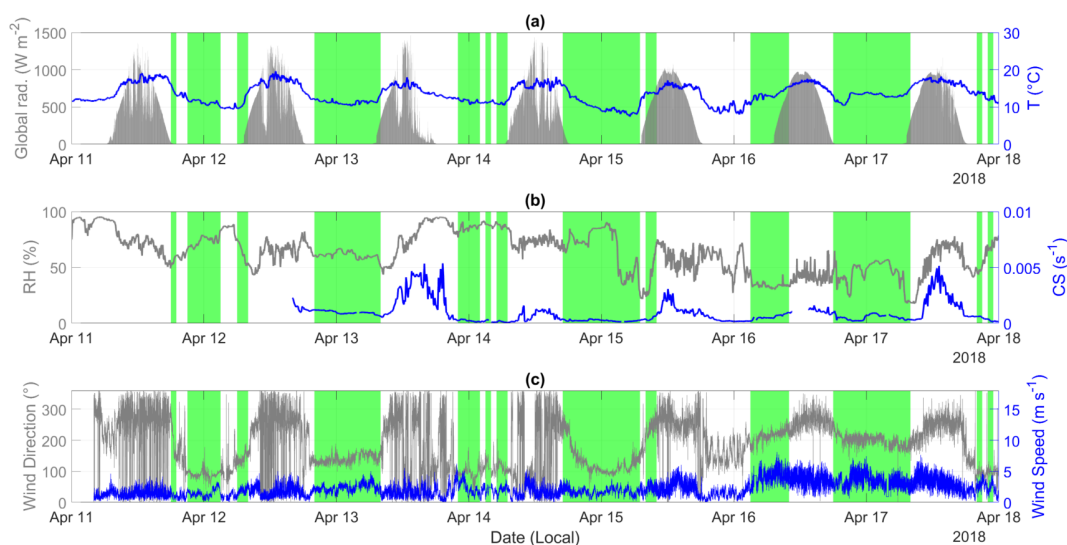 (a)
Global rad. (W m⁻²)
1500
1000
500
0
30
20
10
0
T (°C)
Apr 11 Apr 12 Apr 13 Apr 14 Apr 15 Apr 16 Apr 17 Apr 18
2018
(b)
RH (%)
100
50
0
0.01
0.005
0
CS (s⁻¹)
Apr 11 Apr 12 Apr 13 Apr 14 Apr 15 Apr 16 Apr 17 Apr 18
2018
(c)
Wind Direction (°)
300
200
100
0
15
10
5
0
Wind Speed (m s⁻¹)
Apr 11 Apr 12 Apr 13 Apr 14 Apr 15 Apr 16 Apr 17 Apr 18
Date (Local)
2018